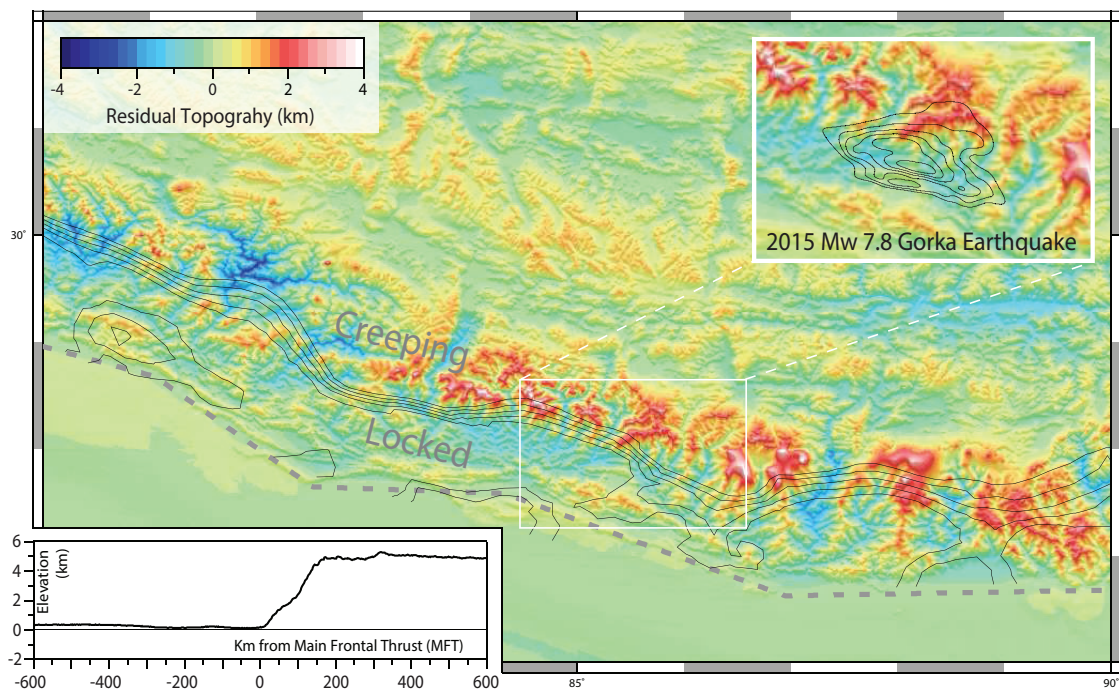 -4 -2 0 2 4
Residual Topograhy (km)
2015 Mw 7.8 Gorka Earthquake
30°
Creeping
Locked
6
4
2
0
-2
Elevation
(km)
Km from Main Frontal Thrust (MFT)
-600 -400 -200 0 200 400 600
85°
90°